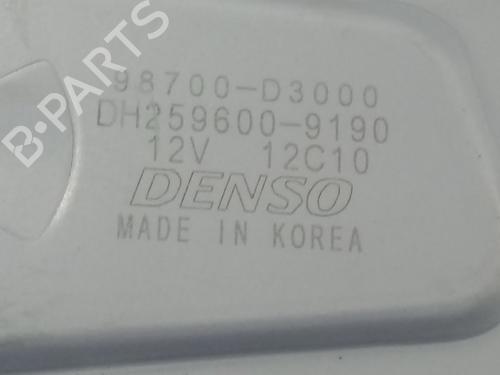 B-PARTS
98700-D3000
DH259600-9190
12V 12C10
DENSO
MADE IN KOREA